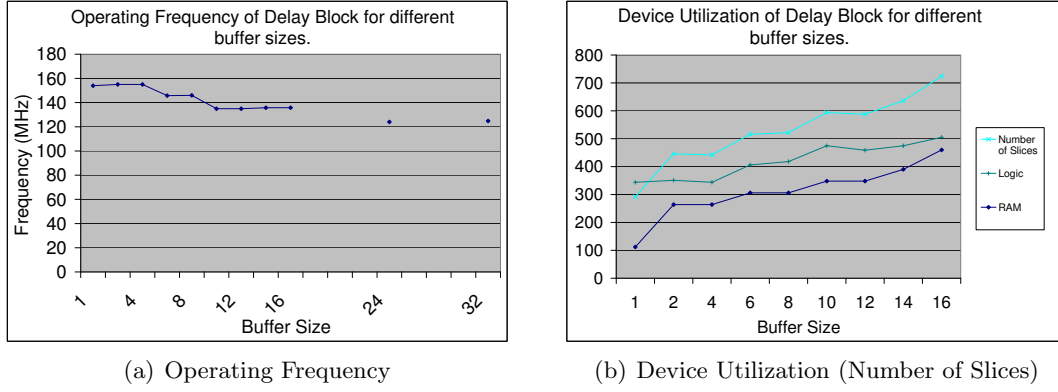 Operating Frequency of Delay Block for different
buffer sizes.
180
160
140
120
100
80
60
40
20
0
Frequency (MHz)
1
4
8
12
16
24
32
Buffer Size
(a) Operating Frequency
Device Utilization of Delay Block for different
buffer sizes.
800
700
600
500
400
300
200
100
0
1 2 4 6 8 10 12 14 16
Buffer Size
Number
of Slices
Logic
RAM
(b) Device Utilization (Number of Slices)